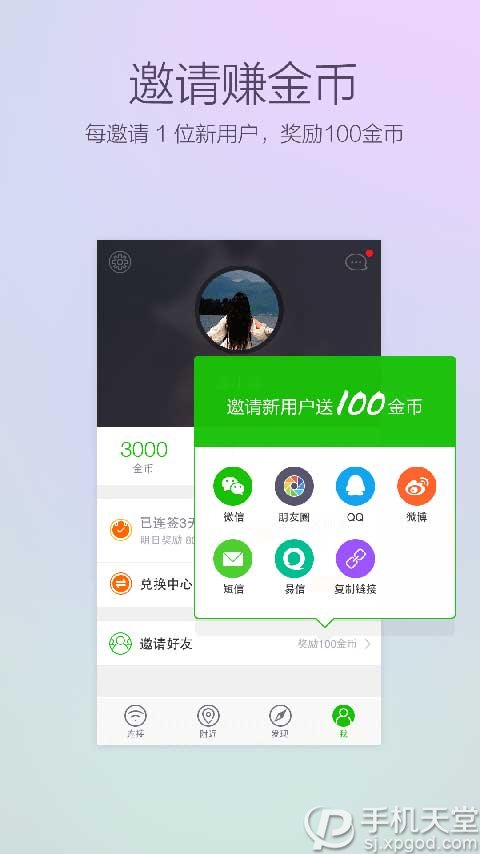 邀请赚金币
每邀请 1 位新用户，奖励100金币
邀请新用户送100金币
3000
金币
微信
朋友圈
QQ
微博
已连签3天
明日奖励 80
短信
易信
复制链接
兑换中心
邀请好友
奖励100金币
连接
附近
发现
我
手机天堂
sj.xpgod.com